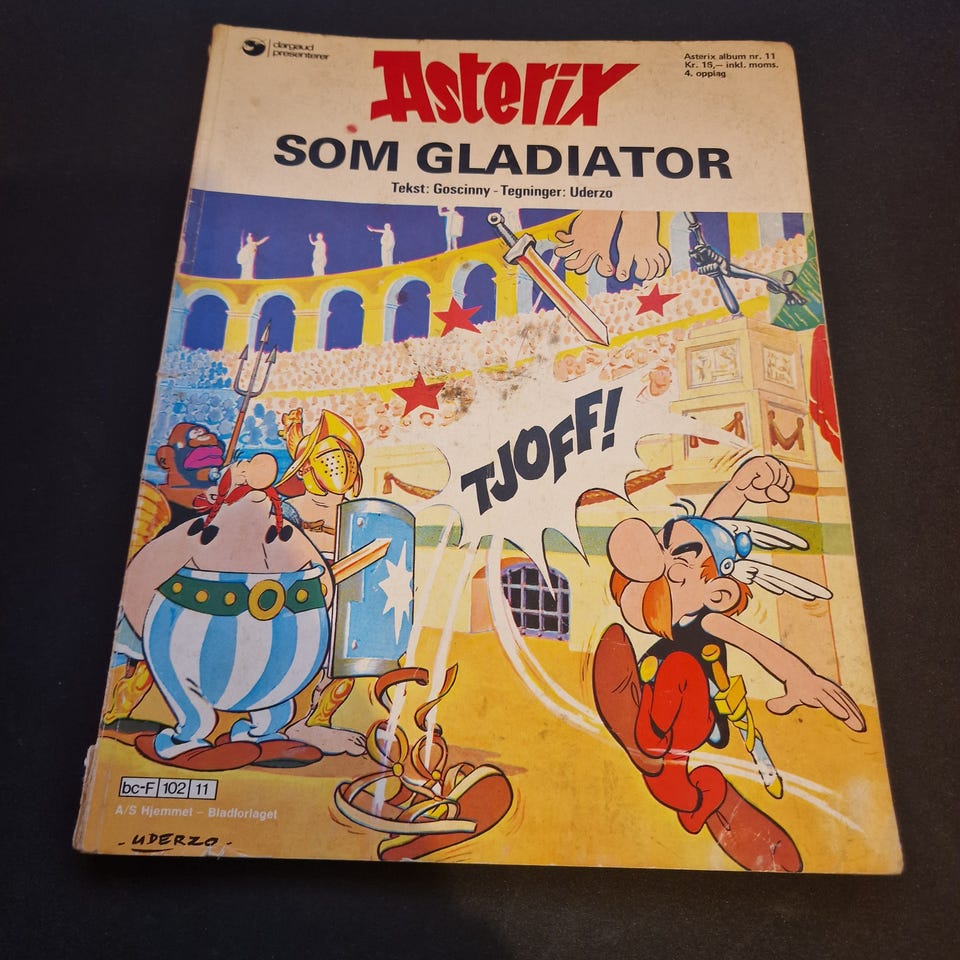 dargaud
presenterer
Asterix album nr. 11
Kr. 15,— inkl. moms.
4. opplag
Asterix
SOM GLADIATOR
Tekst: Goscinny - Tegninger: Uderzo
TJOFF!
bc-F 102 11
A/S Hjemmet — Bladforlaget
- UDERZO -